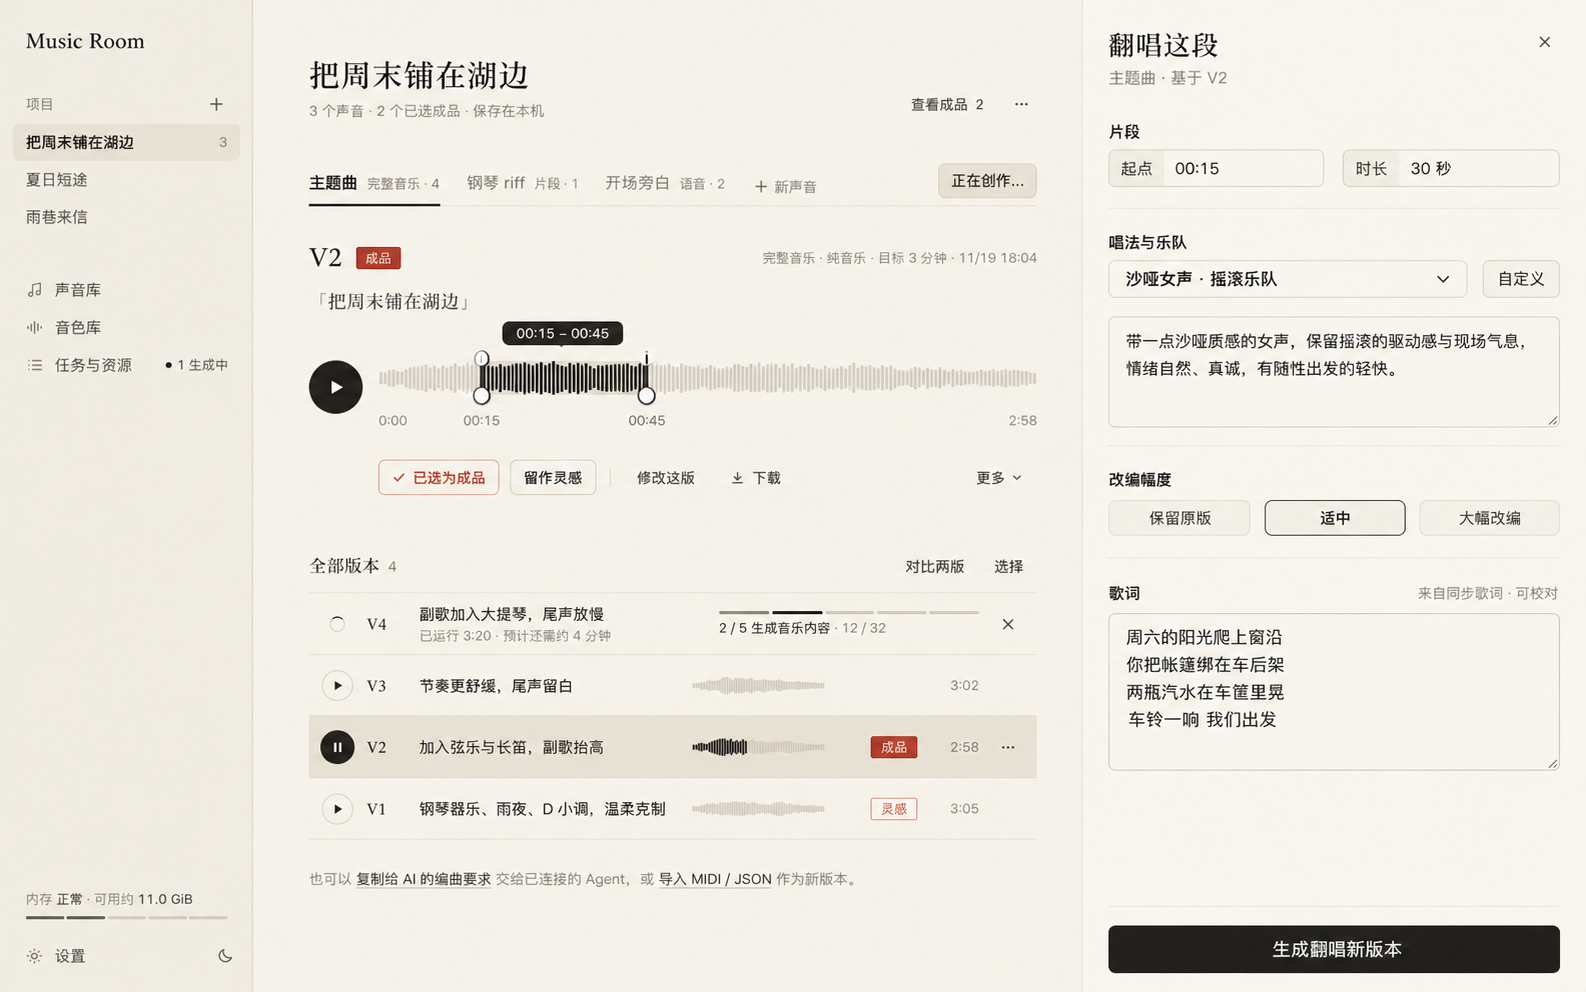 Music Room
项目
把周末铺在湖边 3
夏日短途
雨巷来信
声音库
音色库
任务与资源 1 生成中
内存 正常 · 可用约 11.0 GiB
设置
把周末铺在湖边
3 个声音 · 2 个已选成品 · 保存在本机
查看成品 2
主题曲 完整音乐 · 4
钢琴 riff 片段 · 1
开场旁白 语音 · 2
新声音
正在创作...
V2 成品
完整音乐 · 纯音乐 · 目标 3 分钟 · 11/19 18:04
「把周末铺在湖边」
00:15 – 00:45
0:00 00:15 00:45 2:58
已选为成品
留作灵感
修改这版
下载
更多
全部版本 4
对比两版
选择
V4 副歌加入大提琴，尾声放慢
已运行 3:20 · 预计还需约 4 分钟
2 / 5 生成音乐内容 · 12 / 32
V3 节奏更舒缓，尾声留白 3:02
V2 加入弦乐与长笛，副歌抬高 成品 2:58
V1 钢琴器乐、雨夜、D 小调，温柔克制 灵感 3:05
也可以 复制给 AI 的编曲要求 交给已连接的 Agent，或 导入 MIDI / JSON 作为新版本。
翻唱这段
主题曲 · 基于 V2
片段
起点 00:15
时长 30 秒
唱法与乐队
沙哑女声 · 摇滚乐队
自定义
带一点沙哑质感的女声，保留摇滚的驱动感与现场气息，
情绪自然、真诚，有随性出发的轻快。
改编幅度
保留原版
适中
大幅改编
歌词 来自同步歌词 · 可校对
周六的阳光爬上窗沿
你把帐篷绑在车后架
两瓶汽水在车筐里晃
车铃一响 我们出发
生成翻唱新版本